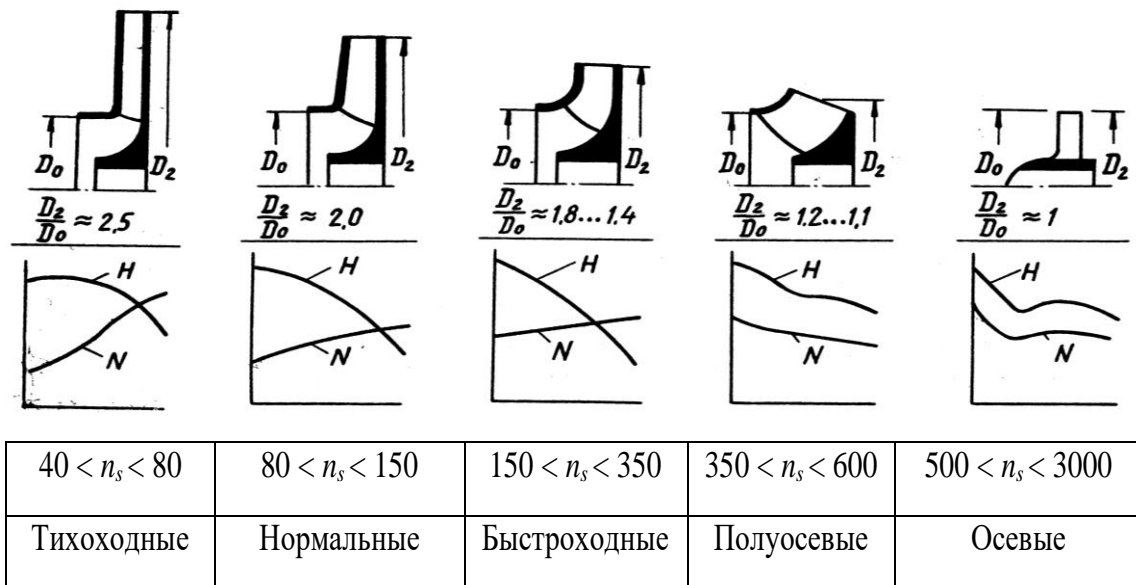 D₀ D₂ D₀ D₂ D₀ D₂ D₀ D₂ D₀ D₂
D₂/D₀ ≈ 2,5 D₂/D₀ ≈ 2,0 D₂/D₀ ≈ 1,8...1.4 D₂/D₀ ≈ 1.2...1,1 D₂/D₀ ≈ 1
H H H H H
N N N N N
40 < nₛ < 80 80 < nₛ < 150 150 < nₛ < 350 350 < nₛ < 600 500 < nₛ < 3000
Тихоходные Нормальные Быстроходные Полуосевые Осевые